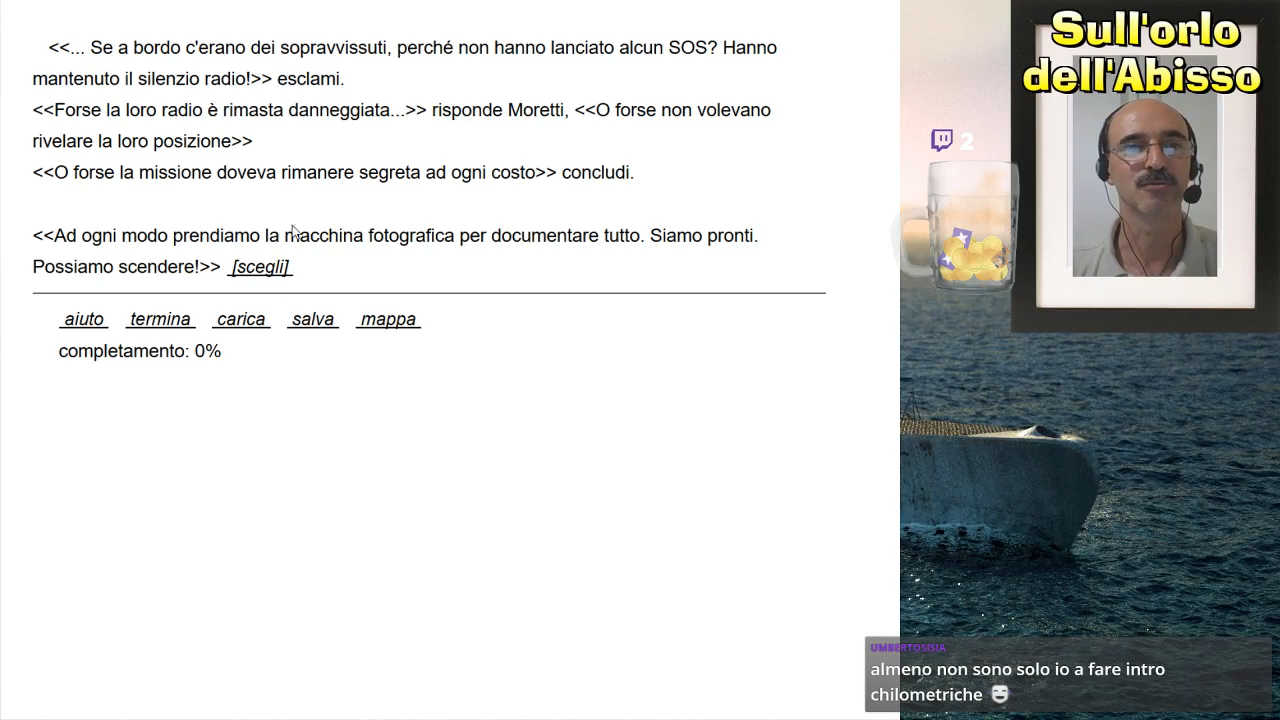 <<... Se a bordo c'erano dei sopravvissuti, perché non hanno lanciato alcun SOS? Hanno
mantenuto il silenzio radio!>> esclami.
<<Forse la loro radio è rimasta danneggiata...>> risponde Moretti, <<O forse non volevano
rivelare la loro posizione>>
<<O forse la missione doveva rimanere segreta ad ogni costo>> concludi.
<<Ad ogni modo prendiamo la macchina fotografica per documentare tutto. Siamo pronti.
Possiamo scendere!>> [scegli]
aiuto termina carica salva mappa
completamento: 0%
Sull'orlo
dell'Abisso
2
UMBERTOSISIA
almeno non sono solo io a fare intro
chilometriche